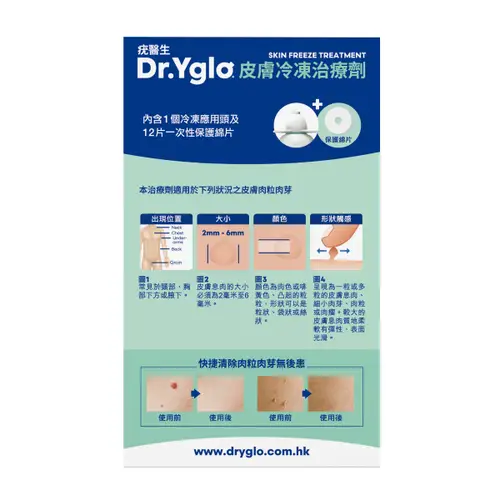 疣醫生
SKIN FREEZE TREATMENT
Dr.Yglo
皮膚冷凍治療劑
內含1個冷凍應用頭及
12片一次性保護綿片
保護綿片
本治療劑適用於下列狀況之皮膚肉粒肉芽
出現位置
Neck
Chest
Under-arms
Back
Groin
圖1
常見於頸部，胸
部下方或腋下。
大小
2mm - 6mm
圖2
皮膚息肉的大小
必須為2毫米至6
毫米。
顏色
圖3
顏色為肉色或啡
黃色、凸起的粒
粒，形狀可以是
粒狀、袋狀或絲
狀。
形狀觸感
圖4
呈現為一粒或多
粒的皮膚息肉，
細小肉芽、肉粒
或肉瘤。較大的
皮膚息肉質地柔
軟有彈性，表面
光滑。
快捷清除肉粒肉芽無後患
使用前
使用後
使用前
使用後
www.dryglo.com.hk